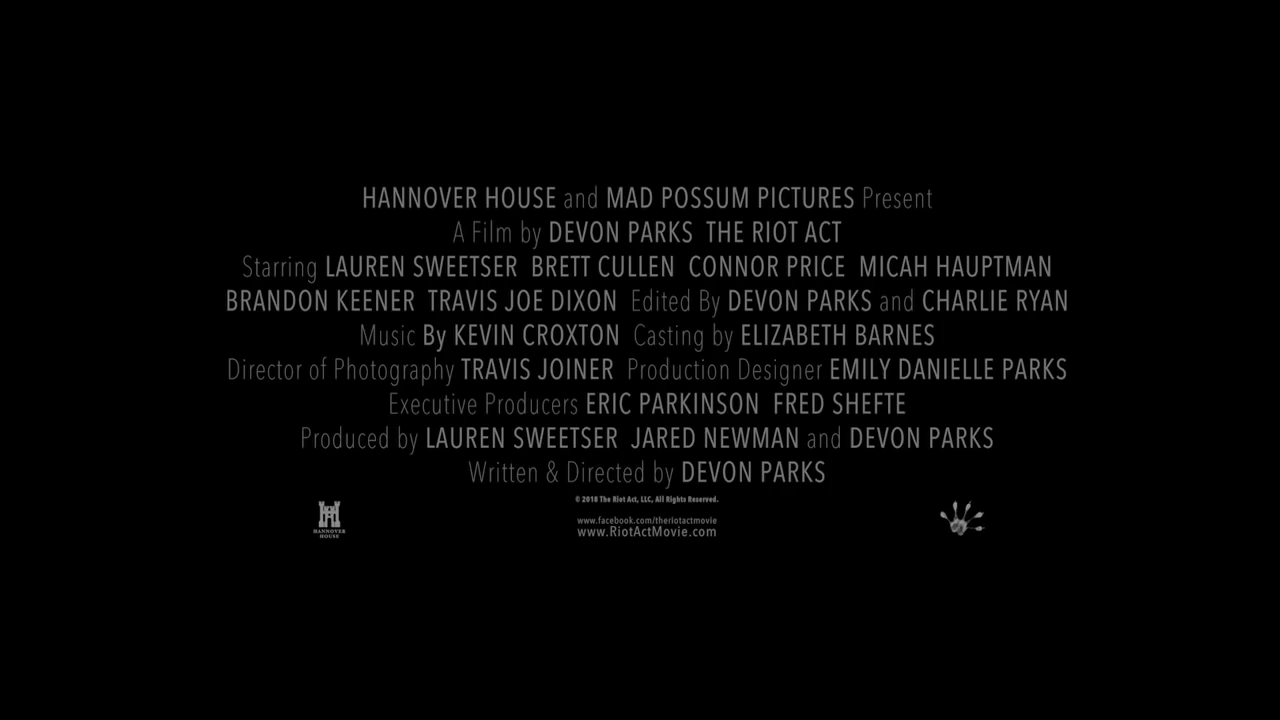 HANNOVER HOUSE and MAD POSSUM PICTURES Present
A Film by DEVON PARKS THE RIOT ACT
Starring LAUREN SWEETSER BRETT CULLEN CONNOR PRICE MICAH HAUPTMAN
BRANDON KEENER TRAVIS JOE DIXON Edited By DEVON PARKS and CHARLIE RYAN
Music By KEVIN CROXTON Casting by ELIZABETH BARNES
Director of Photography TRAVIS JOINER Production Designer EMILY DANIELLE PARKS
Executive Producers ERIC PARKINSON FRED SHEFTE
Produced by LAUREN SWEETSER JARED NEWMAN and DEVON PARKS
Written & Directed by DEVON PARKS
© 2018 The Riot Act, LLC, All Rights Reserved.
www.facebook.com/theriotactmovie
www.RiotActMovie.com
HANNOVER
HOUSE